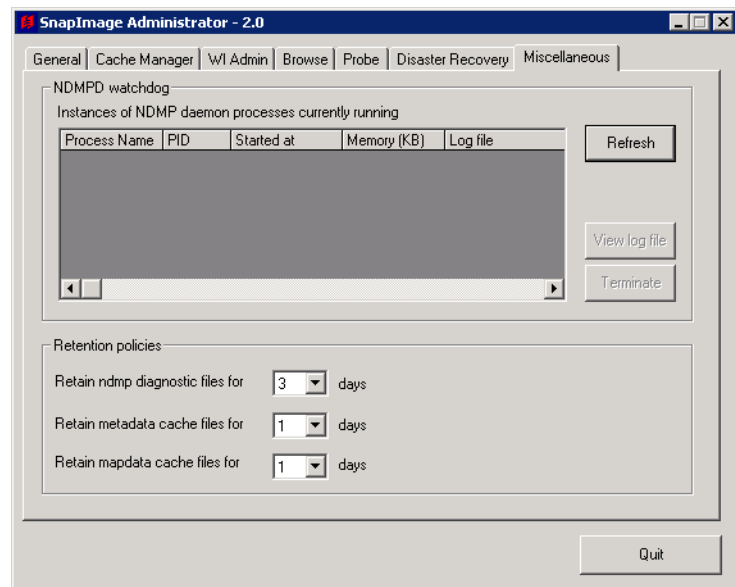 SnapImage Administrator - 2.0
General Cache Manager WI Admin Browse Probe Disaster Recovery Miscellaneous
NDMPD watchdog
Instances of NDMP daemon processes currently running
Process Name PID Started at Memory (KB) Log file
Refresh
View log file
Terminate
Retention policies
Retain ndmp diagnostic files for 3 days
Retain metadata cache files for 1 days
Retain mapdata cache files for 1 days
Quit